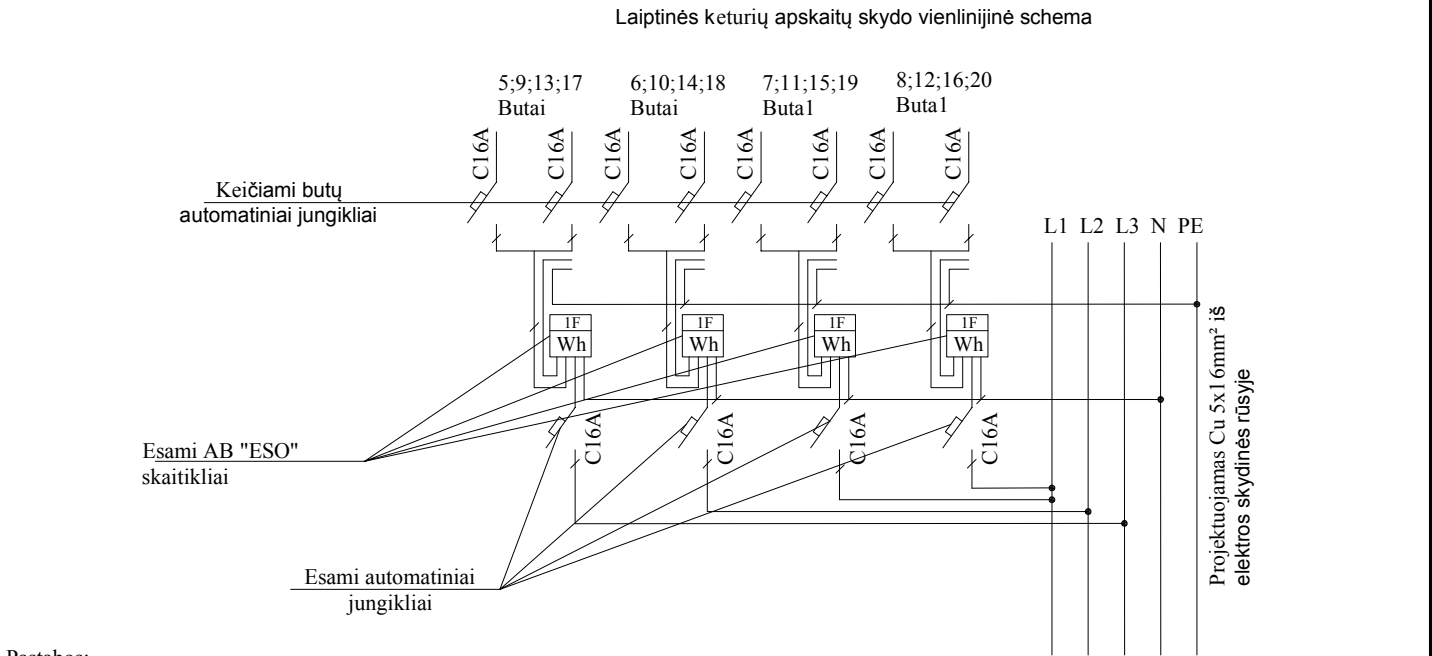 Laiptinės keturių apskaitų skydo vienlinijinė schema
5;9;13;17
Butai
6;10;14;18
Butai
7;11;15;19
Buta1
8;12;16;20
Buta1
C16A
C16A
C16A
C16A
C16A
C16A
C16A
C16A
Keičiami butų
automatiniai jungikliai
L1 L2 L3 N PE
1F
Wh
1F
Wh
1F
Wh
1F
Wh
C16A
C16A
C16A
C16A
Esami AB "ESO"
skaitikliai
Esami automatiniai
jungikliai
Projektuojamas Cu 5x16mm² iš
elektros skydinės rūsyje